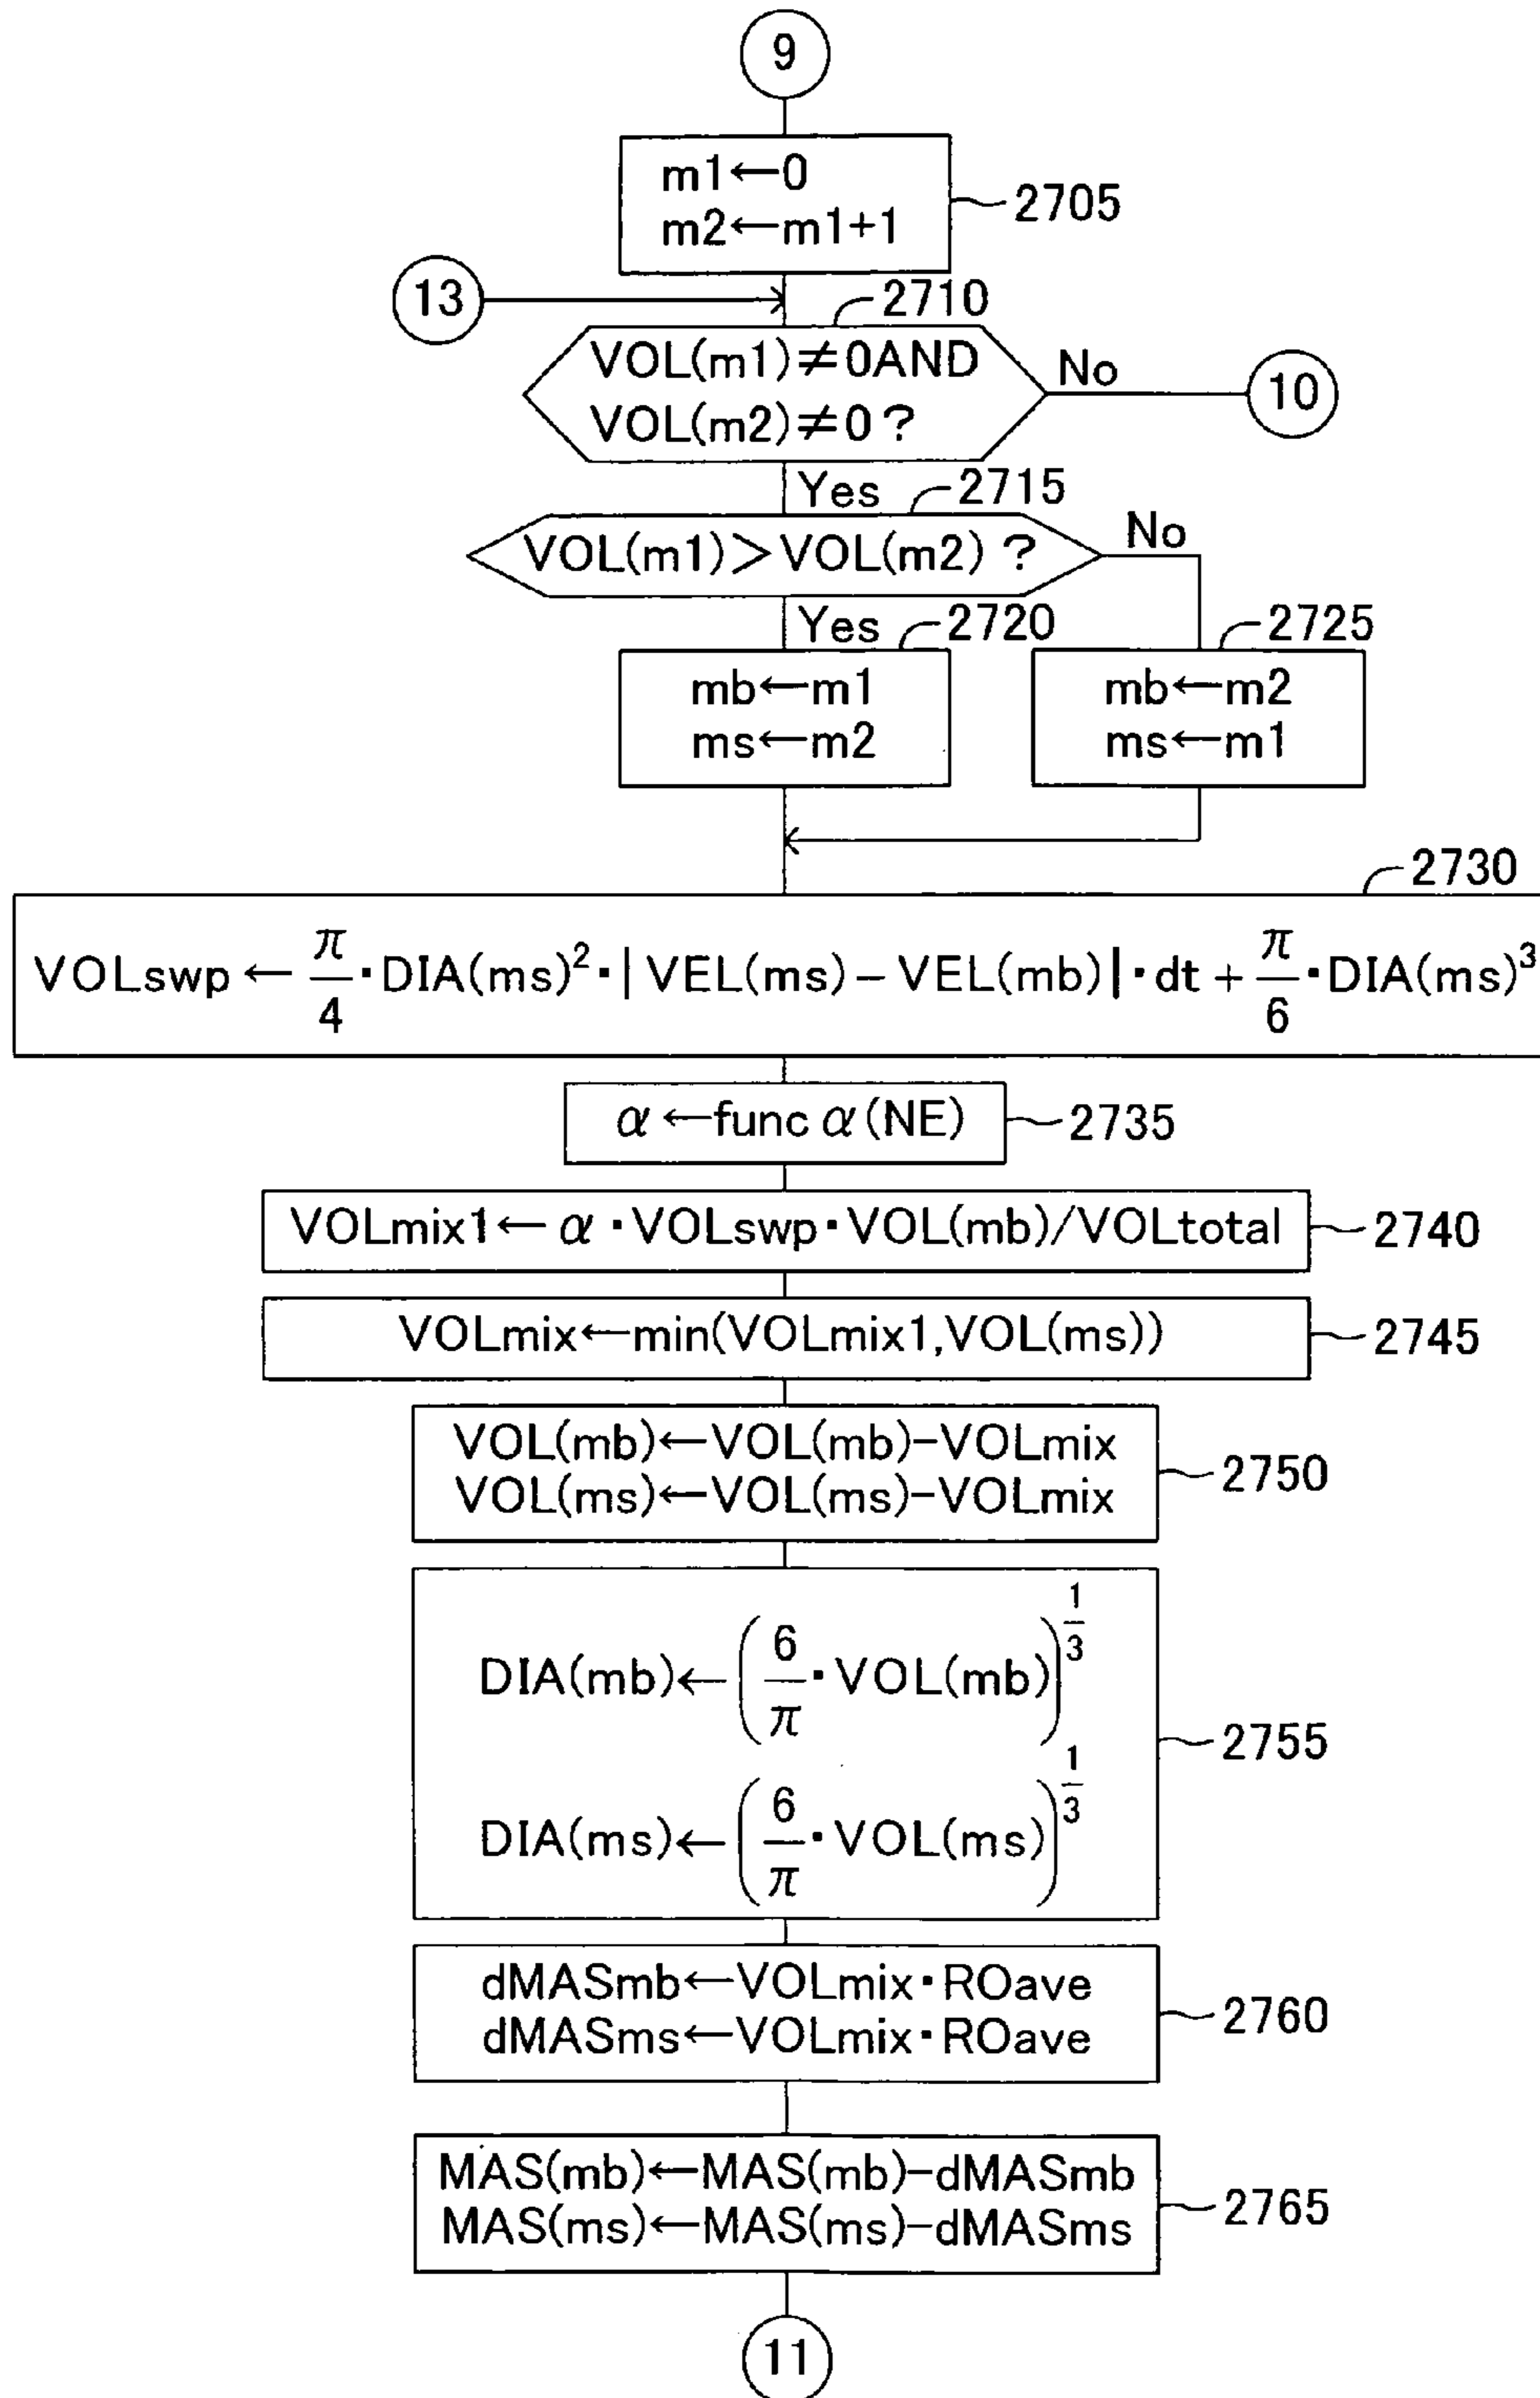 9
m1←0
m2←m1+1
2705
13
2710
VOL(m1)≠0AND
VOL(m2)≠0?
No
10
Yes
2715
VOL(m1)>VOL(m2)?
No
Yes
2720
2725
mb←m1
ms←m2
mb←m2
ms←m1
2730
VOLswp ← π/4·DIA(ms)²·|VEL(ms)-VEL(mb)|·dt + π/6·DIA(ms)³
α←func α(NE)
2735
VOLmix1← α·VOLswp·VOL(mb)/VOLtotal
2740
VOLmix←min(VOLmix1,VOL(ms))
2745
VOL(mb)←VOL(mb)-VOLmix
VOL(ms)←VOL(ms)-VOLmix
2750
DIA(mb)←(6/π·VOL(mb))^1/3
2755
DIA(ms)←(6/π·VOL(ms))^1/3
dMASmb←VOLmix·ROave
dMASms←VOLmix·ROave
2760
MAS(mb)←MAS(mb)-dMASmb
MAS(ms)←MAS(ms)-dMASms
2765
11